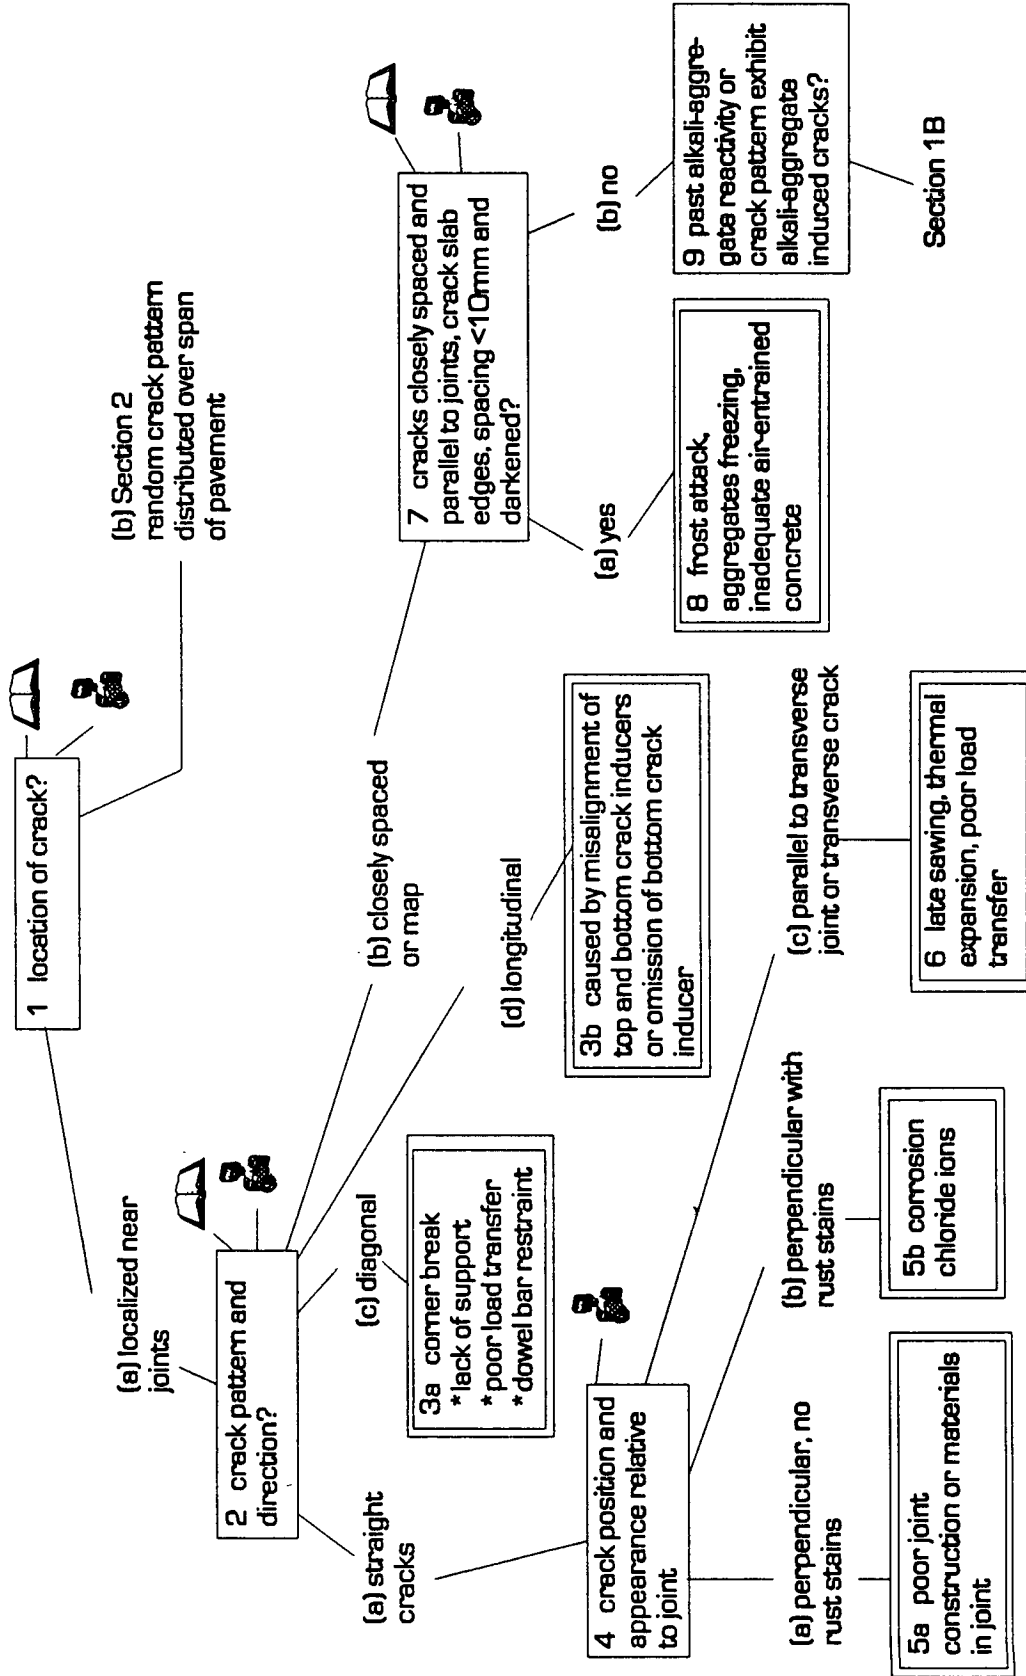 1 location of crack?
(a) localized near
joints
(b) Section 2
random crack pattern
distributed over span
of pavement
2 crack pattern and
direction?
(a) straight
cracks
(c) diagonal
(d) longitudinal
(b) closely spaced
or map
3a corner break
*lack of support
*poor load transfer
*dowel bar restraint
3b caused by misalignment of
top and bottom crack inducers
or omission of bottom crack
inducer
7 cracks closely spaced and
parallel to joints, crack slab
edges, spacing <10mm and
darkened?
(a) yes
(b) no
8 frost attack,
aggregates freezing,
inadequate air-entrained
concrete
9 past alkali-aggre-
gate reactivity or
crack pattern exhibit
alkali-aggregate
induced cracks?
Section 1B
4 crack position and
appearance relative
to joint
(a) perpendicular, no
rust stains
(b) perpendicular with
rust stains
(c) parallel to transverse
joint or transverse crack
5a poor joint
construction or materials
in joint
5b corrosion
chloride ions
6 late sawing, thermal
expansion, poor load
transfer